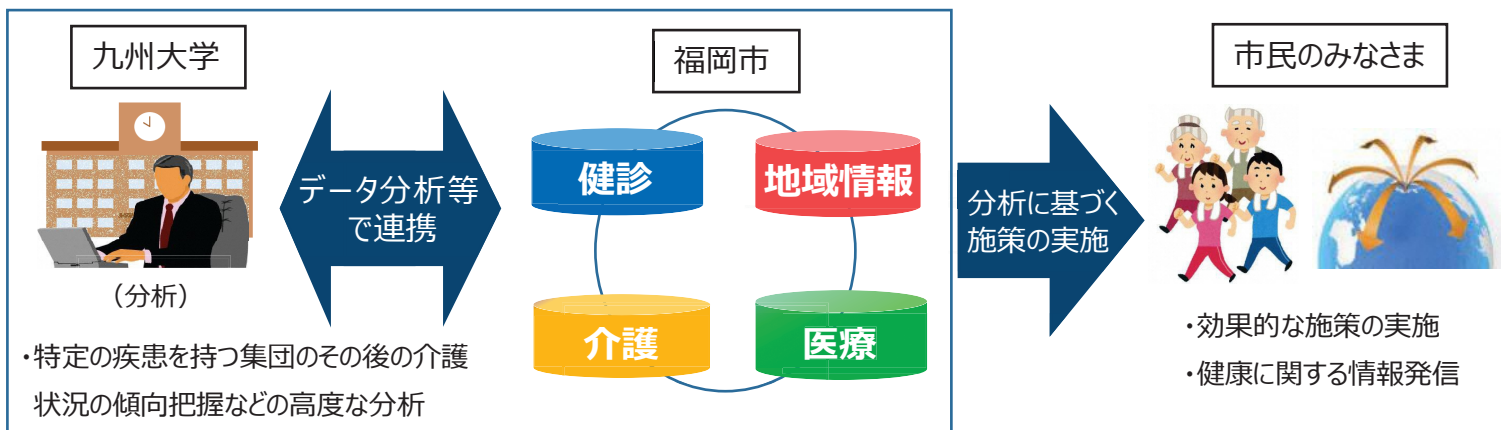 九州大学
（分析）
・特定の疾患を持つ集団のその後の介護
状況の傾向把握などの高度な分析
データ分析等
で連携
福岡市
健診
地域情報
介護
医療
分析に基づく
施策の実施
市民のみなさま
・効果的な施策の実施
・健康に関する情報発信